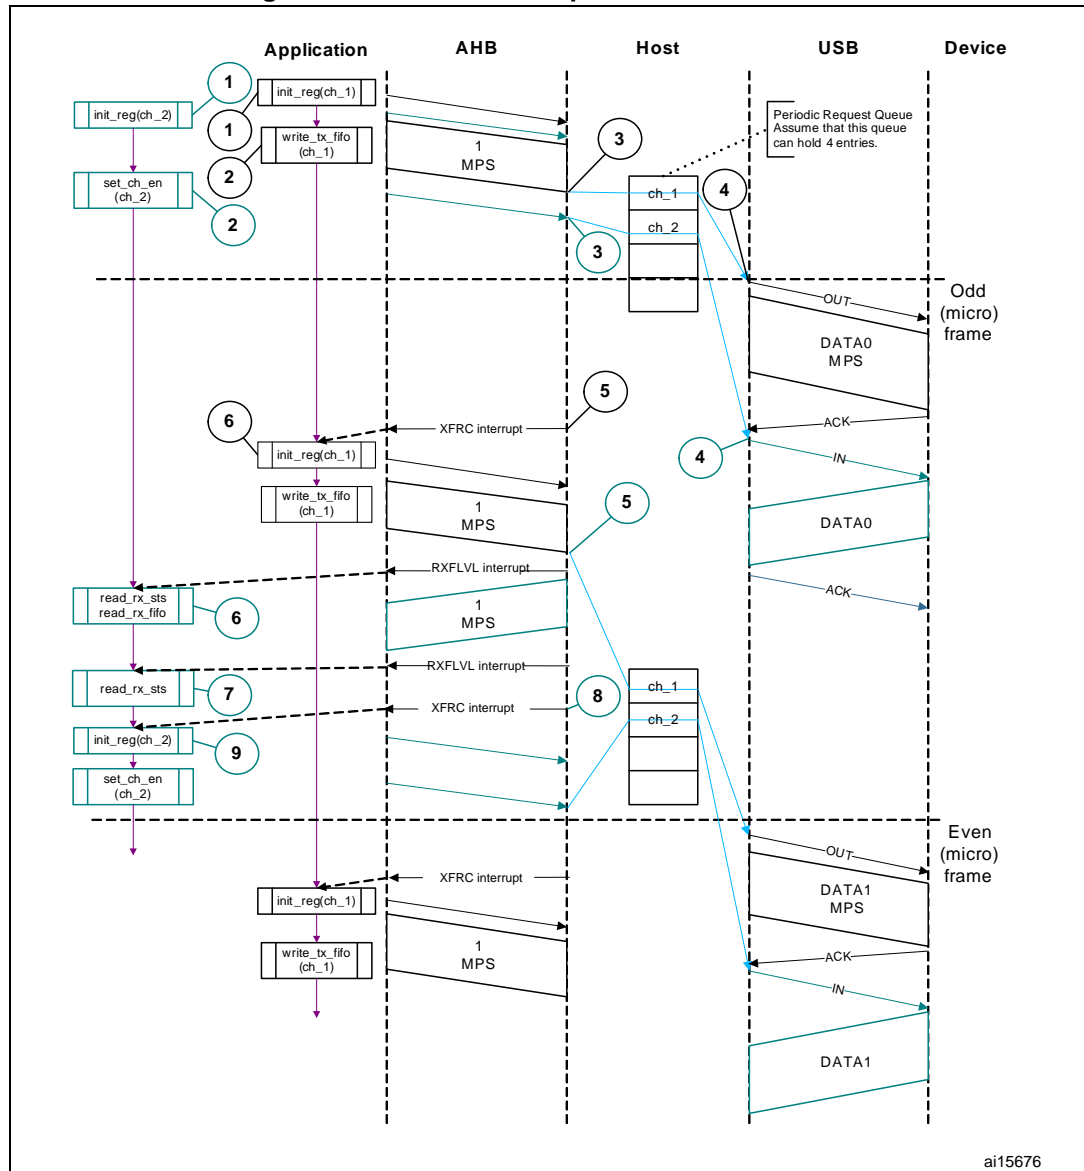 Application
AHB
Host
USB
Device
1
init_reg(ch_1)
init_reg(ch_2)
1
Periodic Request Queue
Assume that this queue
can hold 4 entries.
write_tx_fifo
(ch_1)
1
MPS
3
2
set_ch_en
(ch_2)
4
ch_1
2
ch_2
3
OUT
Odd
(micro)
frame
DATA0
MPS
5
6
XFRC interrupt
ACK
init_reg(ch_1)
4
IN
write_tx_fifo
(ch_1)
1
MPS
5
DATA0
RXFLVL interrupt
read_rx_sts
read_rx_fifo
6
1
MPS
ACK
RXFLVL interrupt
read_rx_sts
7
8
ch_1
XFRC interrupt
ch_2
init_reg(ch_2)
9
set_ch_en
(ch_2)
Even
(micro)
frame
OUT
XFRC interrupt
init_reg(ch_1)
DATA1
MPS
write_tx_fifo
(ch_1)
1
MPS
ACK
IN
DATA1
ai15676